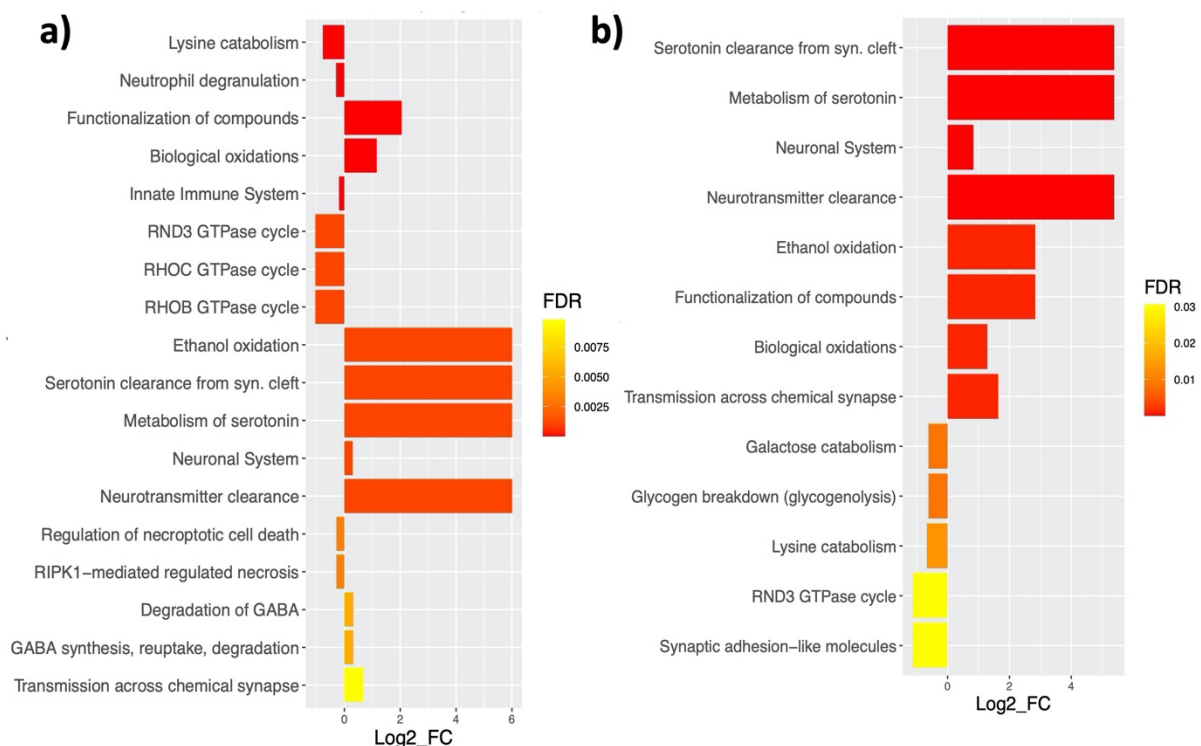 a)
Lysine catabolism
Neutrophil degranulation
Functionalization of compounds
Biological oxidations
Innate Immune System
RND3 GTPase cycle
RHOC GTPase cycle
RHOB GTPase cycle
Ethanol oxidation
Serotonin clearance from syn. cleft
Metabolism of serotonin
Neuronal System
Neurotransmitter clearance
Regulation of necroptotic cell death
RIPK1−mediated regulated necrosis
Degradation of GABA
GABA synthesis, reuptake, degradation
Transmission across chemical synapse
0 2 4 6
Log2_FC
FDR
0.0075
0.0050
0.0025
b)
Serotonin clearance from syn. cleft
Metabolism of serotonin
Neuronal System
Neurotransmitter clearance
Ethanol oxidation
Functionalization of compounds
Biological oxidations
Transmission across chemical synapse
Galactose catabolism
Glycogen breakdown (glycogenolysis)
Lysine catabolism
RND3 GTPase cycle
Synaptic adhesion−like molecules
0 2 4
Log2_FC
FDR
0.03
0.02
0.01